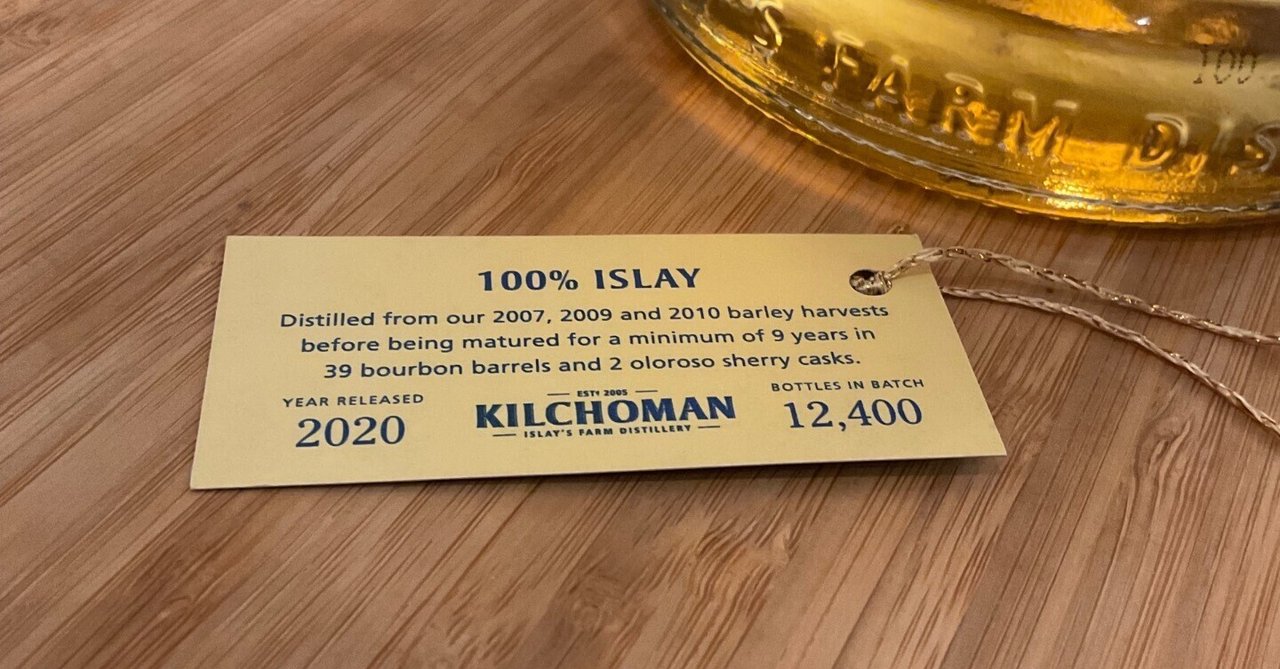 S FARM DIS
100
100% ISLAY
Distilled from our 2007, 2009 and 2010 barley harvests
before being matured for a minimum of 9 years in
39 bourbon barrels and 2 oloroso sherry casks.
YEAR RELEASED
2020
ESTᵈ 2005
KILCHOMAN
ISLAY'S FARM DISTILLERY
BOTTLES IN BATCH
12,400